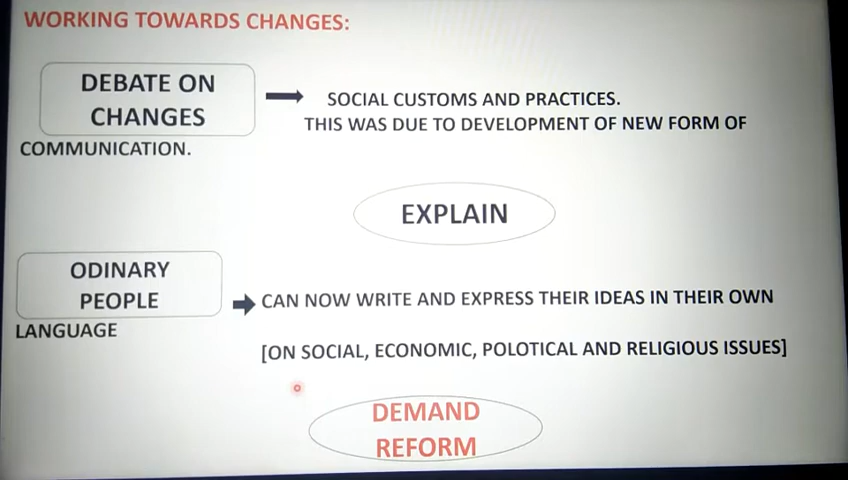 WORKING TOWARDS CHANGES:
DEBATE ON
CHANGES
SOCIAL CUSTOMS AND PRACTICES.
THIS WAS DUE TO DEVELOPMENT OF NEW FORM OF
COMMUNICATION.
EXPLAIN
ODINARY
PEOPLE
CAN NOW WRITE AND EXPRESS THEIR IDEAS IN THEIR OWN
LANGUAGE
[ON SOCIAL, ECONOMIC, POLOTICAL AND RELIGIOUS ISSUES]
DEMAND
REFORM